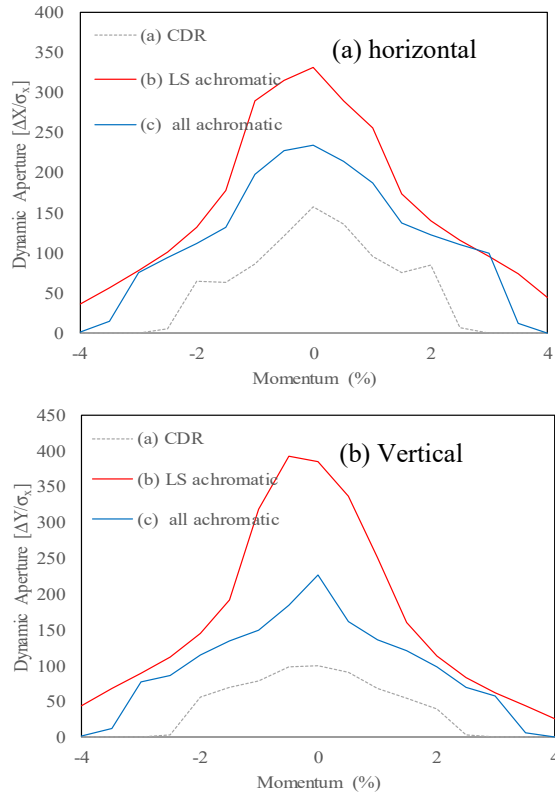 400
350
300
250
200
150
100
50
0
Dynamic Aperture [ΔX/σx]
(a) CDR
(b) LS achromatic
(c) all achromatic
(a) horizontal
-4 -2 0 2 4
Momentum (%)
450
400
350
300
250
200
150
100
50
0
Dynamic Aperture [ΔY/σx]
(a) CDR
(b) LS achromatic
(c) all achromatic
(b) Vertical
-4 -2 0 2 4
Momentum (%)